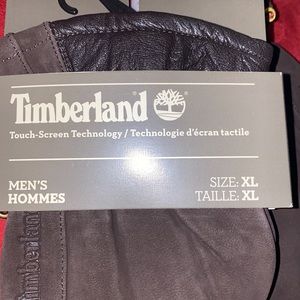 Timberland
Touch-Screen Technology / Technologie d'écran tactile
MEN'S
HOMMES
SIZE: XL
TAILLE: XL
timberland